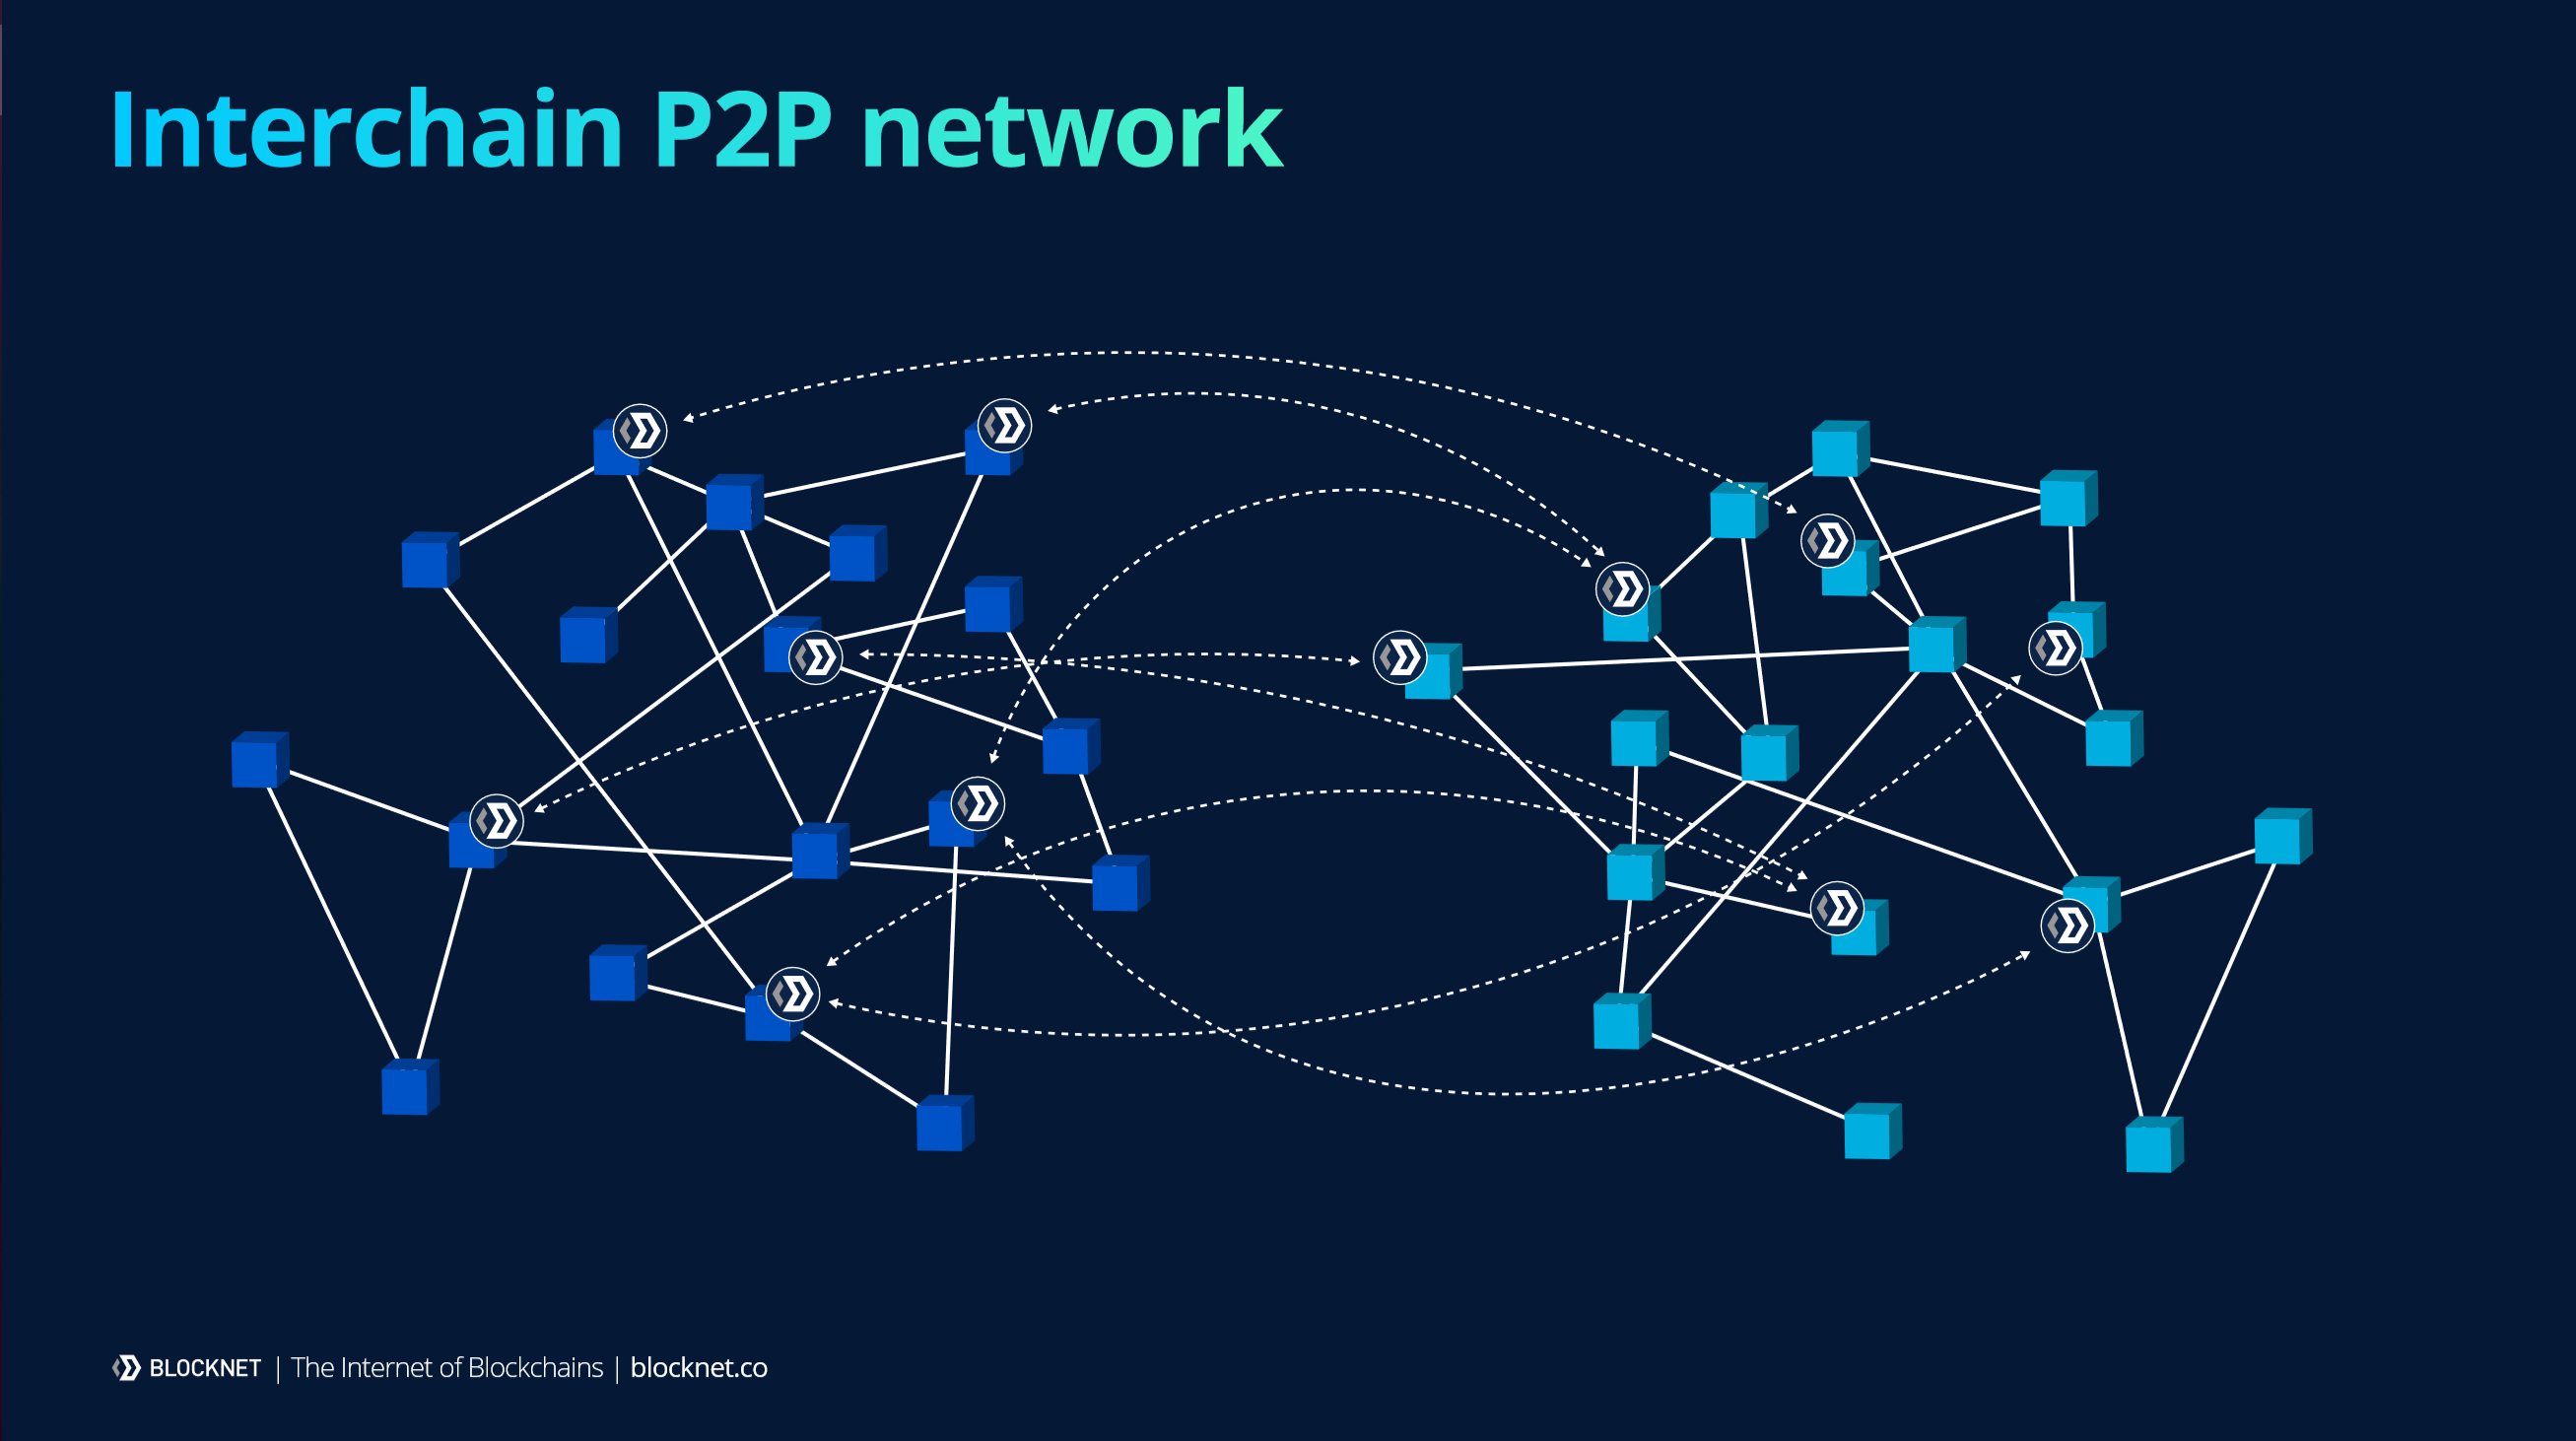 Interchain P2P network
BLOCKNET | The Internet of Blockchains | blocknet.co